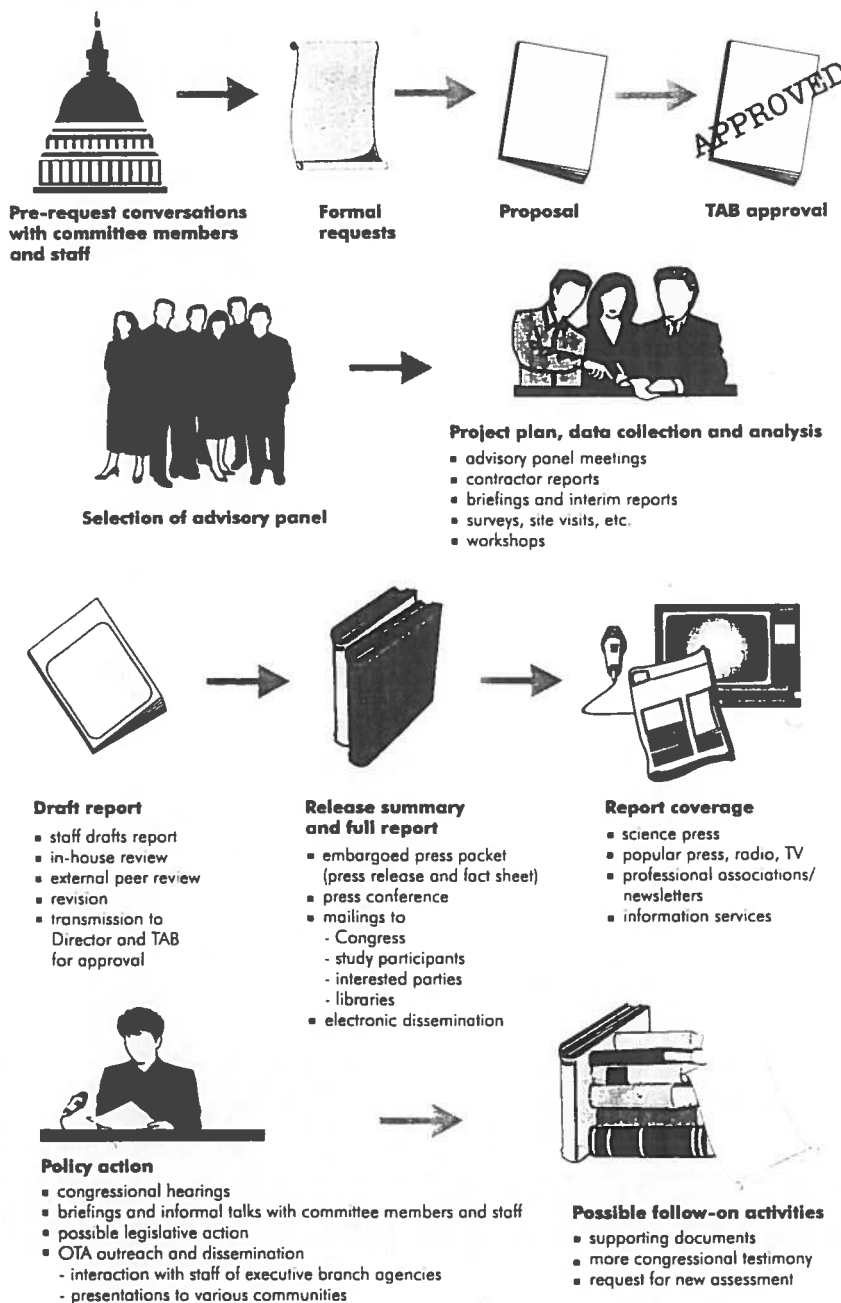 APPROVED
Pre-request conversations
with committee members
and staff
Formal
requests
Proposal
TAB approval
Selection of advisory panel
Project plan, data collection and analysis
▪ advisory panel meetings
▪ contractor reports
▪ briefings and interim reports
▪ surveys, site visits, etc.
▪ workshops
Draft report
▪ staff drafts report
▪ in-house review
▪ external peer review
▪ revision
▪ transmission to
Director and TAB
for approval
Release summary
and full report
▪ embargoed press packet
(press release and fact sheet)
▪ press conference
▪ mailings to
- Congress
- study participants
- interested parties
- libraries
▪ electronic dissemination
Report coverage
▪ science press
▪ popular press, radio, TV
▪ professional associations/
newsletters
▪ information services
Policy action
▪ congressional hearings
▪ briefings and informal talks with committee members and staff
▪ possible legislative action
▪ OTA outreach and dissemination
- interaction with staff of executive branch agencies
- presentations to various communities
Possible follow-on activities
▪ supporting documents
▪ more congressional testimony
▪ request for new assessment